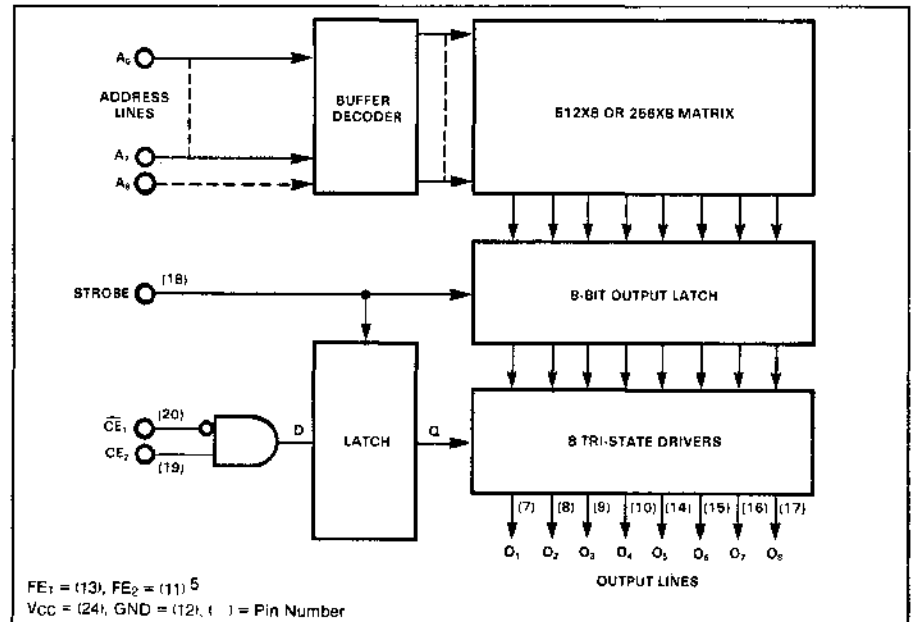 A₀
ADDRESS
LINES
A₇
A₈
BUFFER
DECODER
512X8 OR 256X8 MATRIX
STROBE
(18)
8-BIT OUTPUT LATCH
C̅E̅₁
(20)
CE₂
(19)
D
LATCH
Q
8 TRI-STATE DRIVERS
(7) (8) (9) (10) (14) (15) (16) (17)
O₁ O₂ O₃ O₄ O₅ O₆ O₇ O₈
OUTPUT LINES
FE₁ = (13), FE₂ = (11) 5
VCC = (24), GND = (12), ( ) = Pin Number